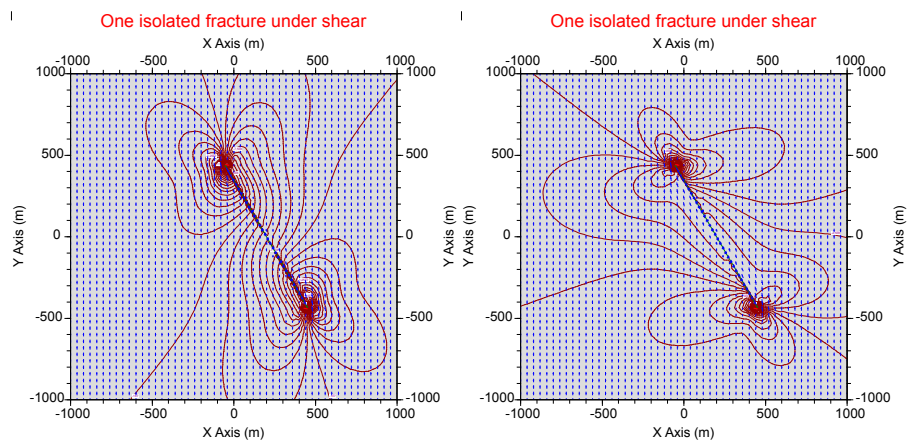 One isolated fracture under shear
X Axis (m)
-1000 -500 0 500 1000
1000 1000
500 500
Y Axis (m) 0 0 Y Axis (m)
-500 -500
-1000 -1000
-1000 -500 0 500 1000
X Axis (m)
One isolated fracture under shear
X Axis (m)
-1000 -500 0 500 1000
1000 1000
500 500
Y Axis (m) 0 0 Y Axis (m)
-500 -500
-1000 -1000
-1000 -500 0 500 1000
X Axis (m)